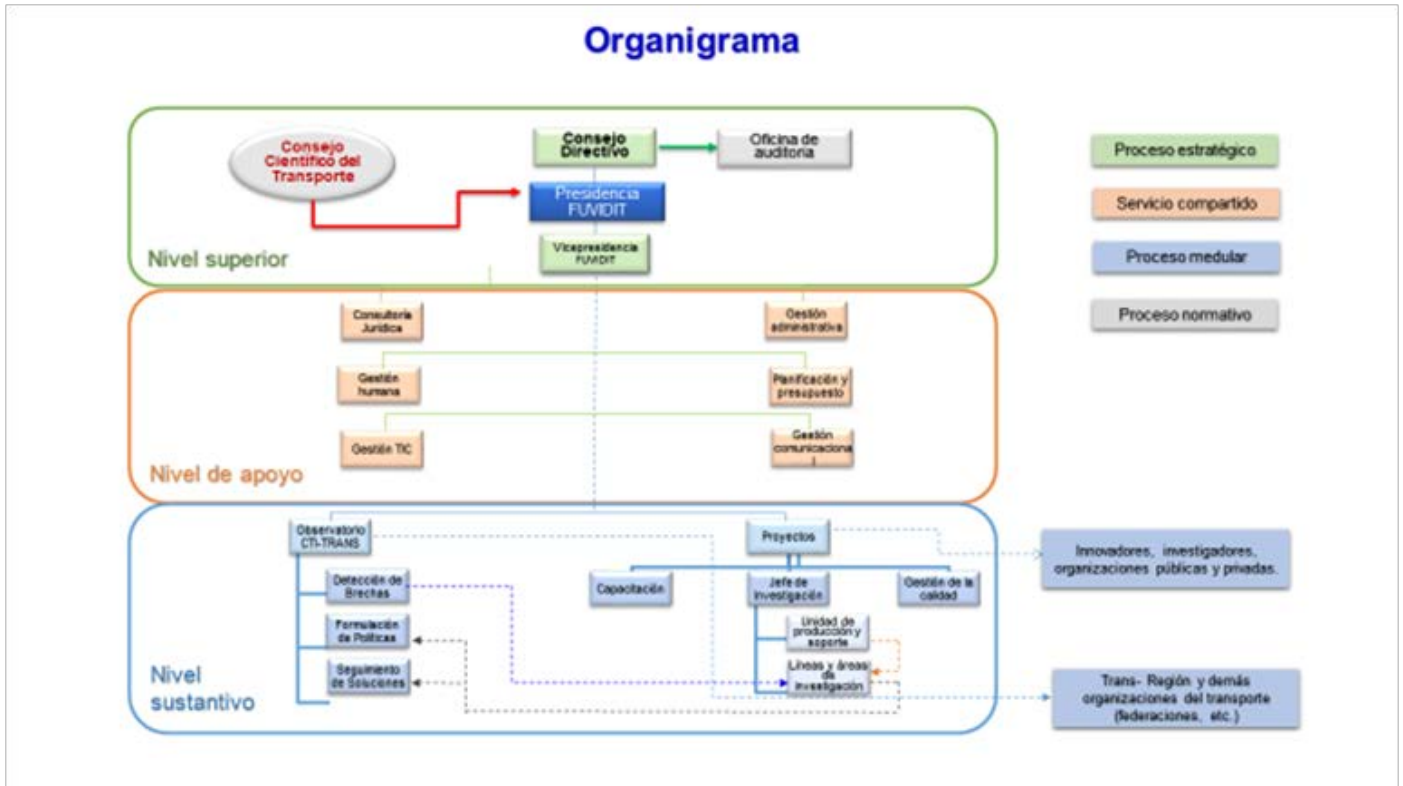 Organigrama
Consejo
Científico del
Transporte
Consejo
Directivo
Oficina de
auditoria
Presidencia
FUVIDIT
Vicepresidencia
FUVIDIT
Nivel superior
Proceso estratégico
Servicio compartido
Proceso medular
Proceso normativo
Consultoría
Jurídica
Gestión
administrativa
Gestión
humana
Planificación y
presupuesto
Gestión TIC
Gestión
comunicaciona
l
Nivel de apoyo
Observatorio
CTI-TRANS
Proyectos
Detección de
Brechas
Formulación
de Políticas
Seguimiento
de Soluciones
Capacitación
Jefe de
investigación
Gestión de la
calidad
Unidad de
producción y
soporte
Líneas y áreas
de
investigación
Nivel
sustantivo
Innovadores, investigadores,
organizaciones públicas y privadas.
Trans- Región y demás
organizaciones del transporte
(federaciones, etc.)